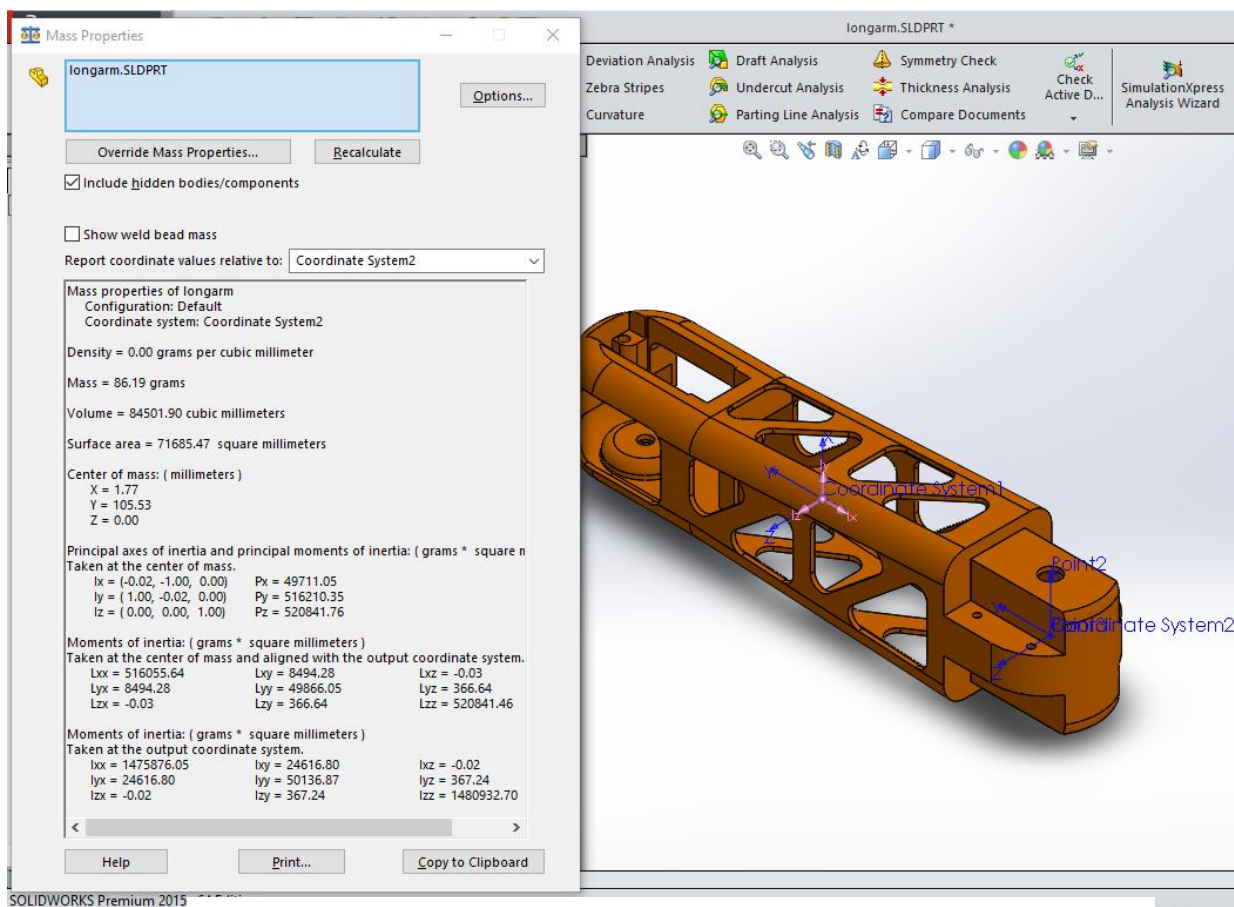 Mass Properties
longarm.SLDPRT *
longarm.SLDPRT
Options...
Override Mass Properties...
Recalculate
Include hidden bodies/components
Show weld bead mass
Report coordinate values relative to: Coordinate System2
Mass properties of longarm
Configuration: Default
Coordinate system: Coordinate System2
Density = 0.00 grams per cubic millimeter
Mass = 86.19 grams
Volume = 84501.90 cubic millimeters
Surface area = 71685.47 square millimeters
Center of mass: ( millimeters )
X = 1.77
Y = 105.53
Z = 0.00
Principal axes of inertia and principal moments of inertia: ( grams * square
Taken at the center of mass.
Ix = (-0.02, -1.00, 0.00) Px = 49711.05
Iy = ( 1.00, -0.02, 0.00) Py = 516210.35
Iz = ( 0.00, 0.00, 1.00) Pz = 520841.76
Moments of inertia: ( grams * square millimeters )
Taken at the center of mass and aligned with the output coordinate system.
Lxx = 516055.64 Lxy = 8494.28 Lxz = -0.03
Lyx = 8494.28 Lyy = 49866.05 Lyz = 366.64
Lzx = -0.03 Lzy = 366.64 Lzz = 520841.46
Moments of inertia: ( grams * square millimeters )
Taken at the output coordinate system.
Ixx = 1475876.05 Ixy = 24616.80 Ixz = -0.02
Iyx = 24616.80 Iyy = 50136.87 Iyz = 367.24
Izx = -0.02 Izy = 367.24 Izz = 1480932.70
Help
Print...
Copy to Clipboard
Deviation Analysis Draft Analysis Symmetry Check
Zebra Stripes Undercut Analysis Thickness Analysis
Curvature Parting Line Analysis Compare Documents
Check
Active D...
SimulationXpress
Analysis Wizard
X
Y
Coordinate System1
Iz
Ix
Z
Point2
Y
Coordinate System2
Z
SOLIDWORKS Premium 2015